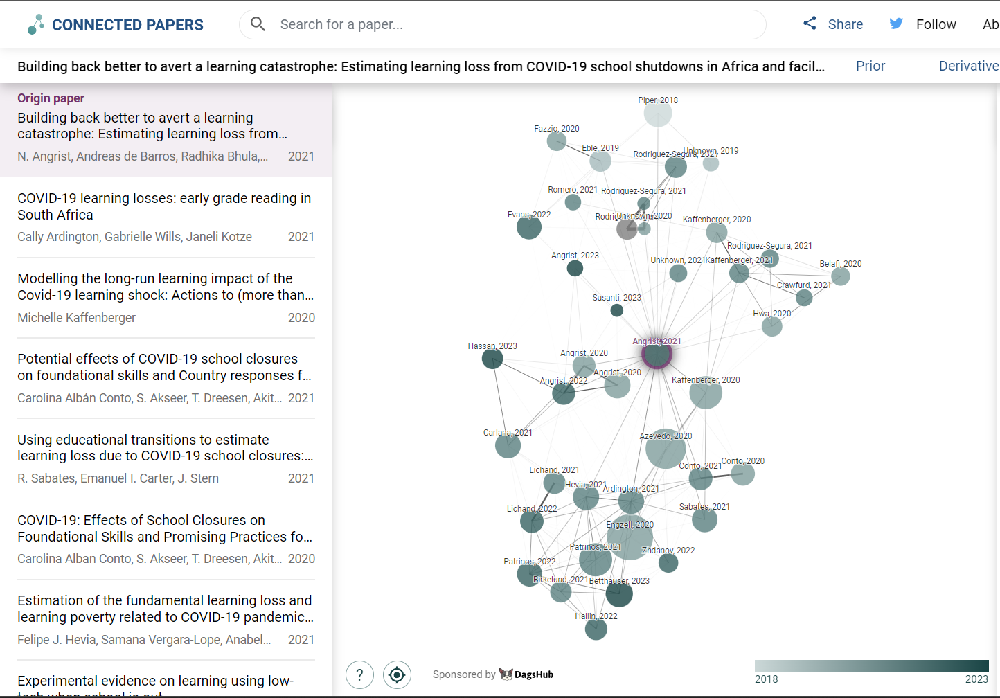 CONNECTED PAPERS
Search for a paper...
Share
Follow
Ab
Building back better to avert a learning catastrophe: Estimating learning loss from COVID-19 school shutdowns in Africa and facil...
Prior
Derivative
Origin paper
Building back better to avert a learning
catastrophe: Estimating learning loss from...
N. Angrist, Andreas de Barros, Radhika Bhula,... 2021
COVID-19 learning losses: early grade reading in
South Africa
Cally Ardington, Gabrielle Wills, Janeli Kotze 2021
Modelling the long-run learning impact of the
Covid-19 learning shock: Actions to (more than...
Michelle Kaffenberger 2020
Potential effects of COVID-19 school closures
on foundational skills and Country responses f...
Carolina Albán Conto, S. Akseer, T. Dreesen, Akit... 2021
Using educational transitions to estimate
learning loss due to COVID-19 school closures:...
R. Sabates, Emanuel I. Carter, J. Stern 2021
COVID-19: Effects of School Closures on
Foundational Skills and Promising Practices fo...
Carolina Alban Conto, S. Akseer, T. Dreesen, Akit... 2020
Estimation of the fundamental learning loss and
learning poverty related to COVID-19 pandemic...
Felipe J. Hevia, Samana Vergara-Lope, Anabel... 2021
Experimental evidence on learning using low-
tech when school is out
Piper, 2018
Fazzio, 2020
Eble, 2019
Rodriguez-Segura, 2021
Unknown, 2019
Romero, 2021
Rodriguez-Segura, 2021
Evans, 2022
Unknown, 2020
Kaffenberger, 2020
Rodriguez-Segura, 2021
Angrist, 2023
Unknown, 2021
Kaffenberger, 2021
Belafi, 2020
Crawfurd, 2021
Susanti, 2023
Hwa, 2020
Angrist, 2021
Hassan, 2023
Angrist, 2020
Angrist, 2020
Angrist, 2022
Kaffenberger, 2020
Carlana, 2021
Azevedo, 2020
Conto, 2021
Conto, 2020
Lichand, 2021
Hevia, 2021
Ardington, 2021
Lichand, 2022
Sabates, 2021
Engzell, 2020
Patrinos, 2021
Zhdanov, 2022
Patrinos, 2022
Birkelund, 2021
Betthäuser, 2023
Hallin, 2022
?
Sponsored by DagsHub
2018
2023